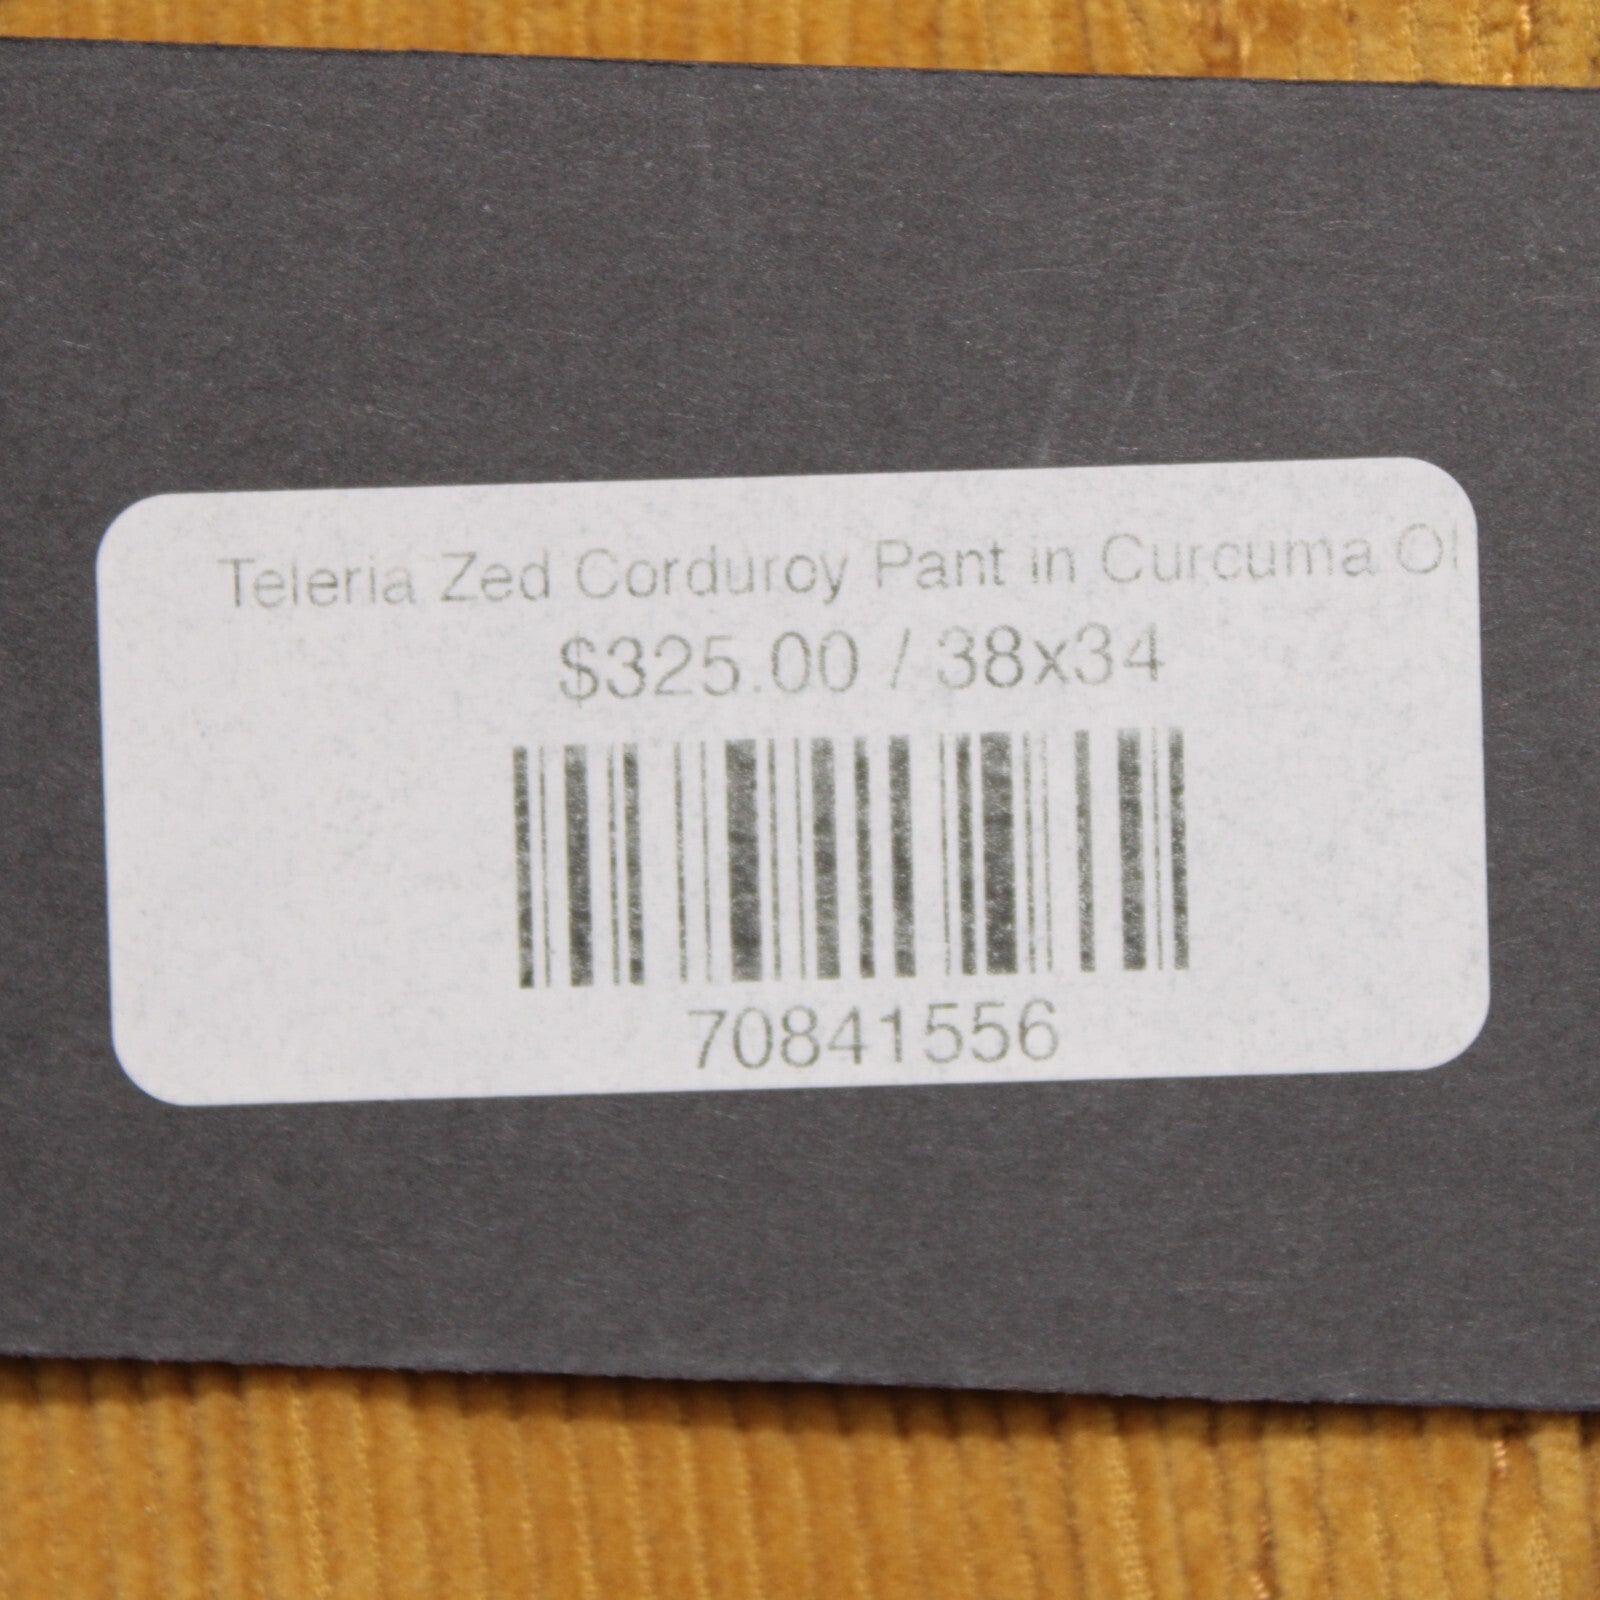 Teleria Zed Corduroy Pant in Curcuma
$325.00 / 38x34
70841556